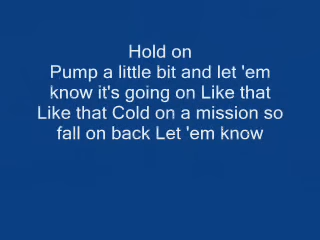 Hold on
Pump a little bit and let 'em
know it's going on Like that
Like that Cold on a mission so
fall on back Let 'em know